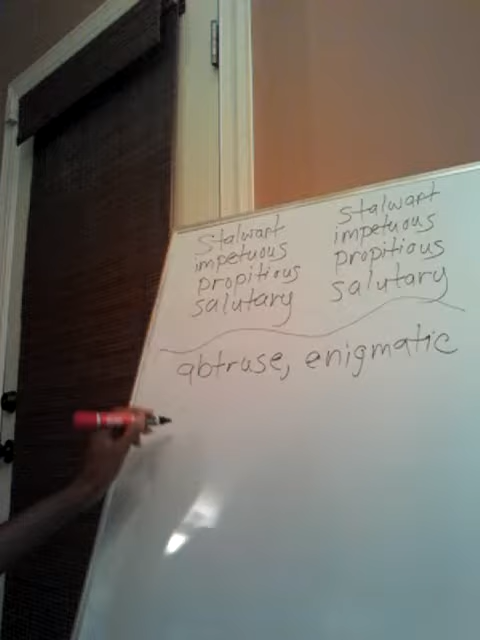 Stalwart
impetuous
propitious
salutary
Stalwart
impetuous
propitious
salutary
abtruse, enigmatic